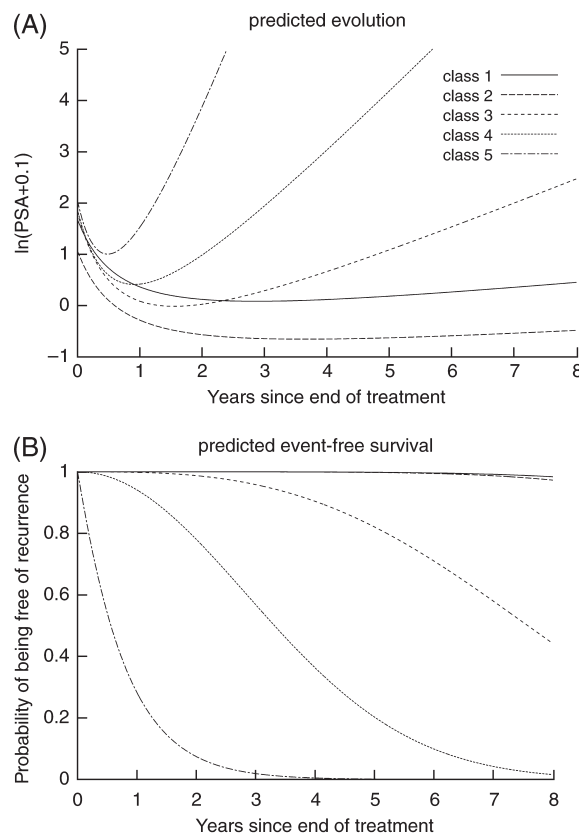 (A)
predicted evolution
5
4
3
2
1
0
−1
ln(PSA+0.1)
class 1
class 2
class 3
class 4
class 5
0 1 2 3 4 5 6 7 8
Years since end of treatment
(B)
predicted event-free survival
1
0.8
0.6
0.4
0.2
0
Probability of being free of recurrence
0 1 2 3 4 5 6 7 8
Years since end of treatment